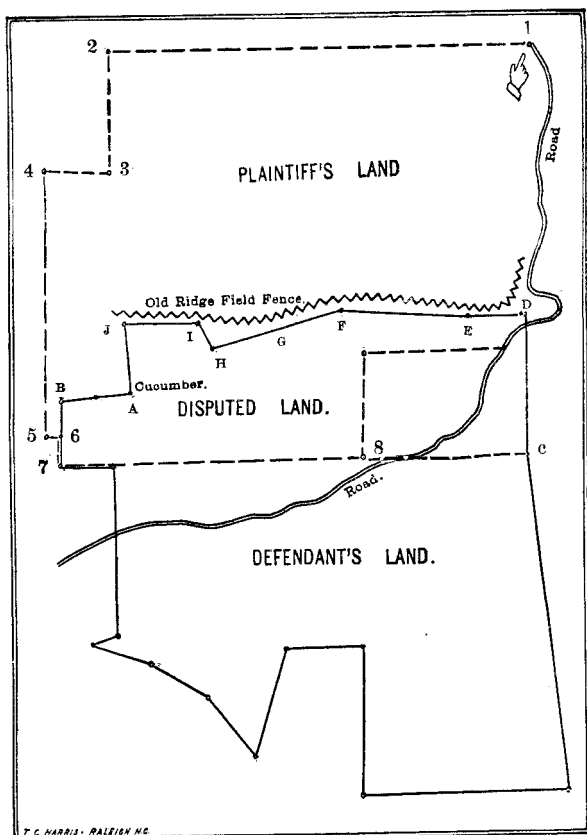 1
2
Road
4
3
PLAINTIFF'S LAND
Old Ridge Field Fence.
D
J
I
F
E
G
H
B
Cucumber.
A
DISPUTED LAND.
5
6
7
8
C
Road.
DEFENDANT'S LAND.
T. C. HARRIS - RALEIGH N.C.